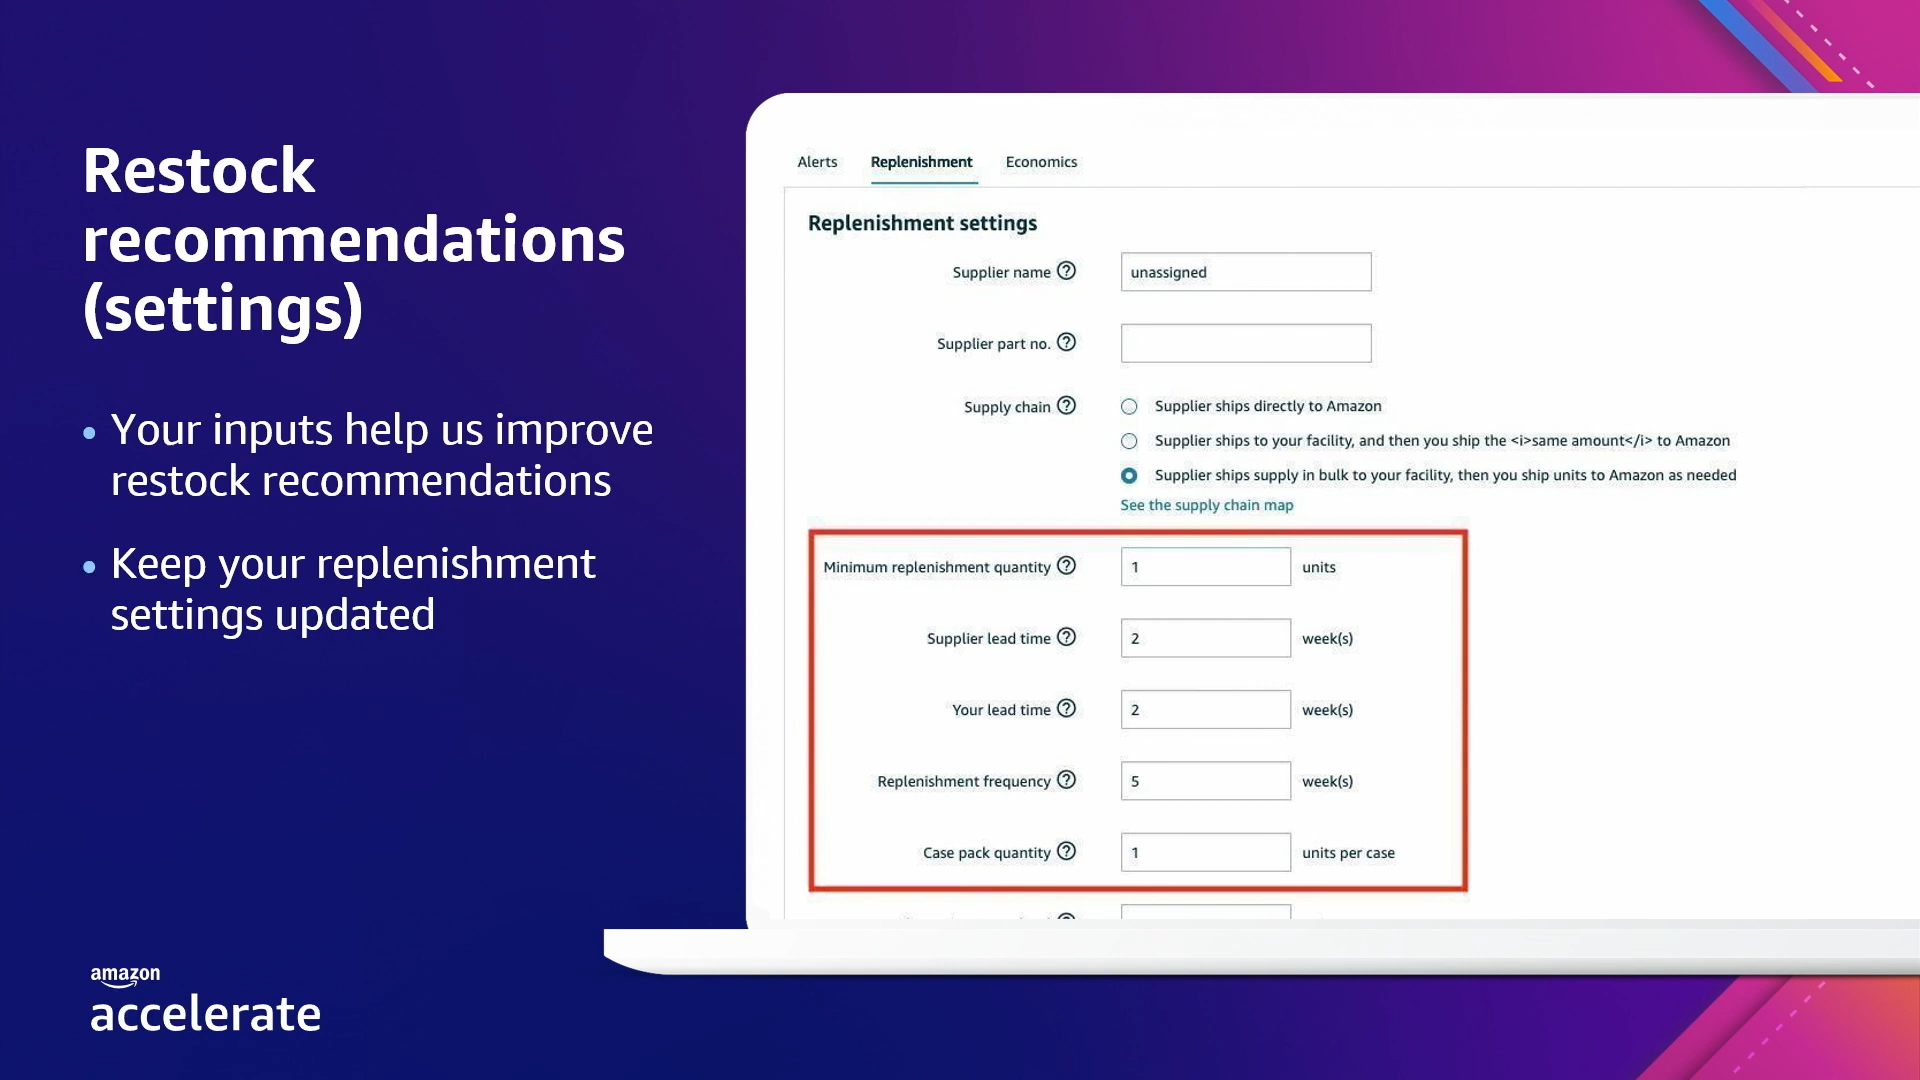 Restock
recommendations
(settings)
• Your inputs help us improve
restock recommendations
• Keep your replenishment
settings updated
amazon
accelerate
Alerts Replenishment Economics
Replenishment settings
Supplier name ? unassigned
Supplier part no. ?
Supply chain ? Supplier ships directly to Amazon
Supplier ships to your facility, and then you ship the <i>same amount</i> to Amazon
Supplier ships supply in bulk to your facility, then you ship units to Amazon as needed
See the supply chain map
Minimum replenishment quantity ? 1 units
Supplier lead time ? 2 week(s)
Your lead time ? 2 week(s)
Replenishment frequency ? 5 week(s)
Case pack quantity ? 1 units per case